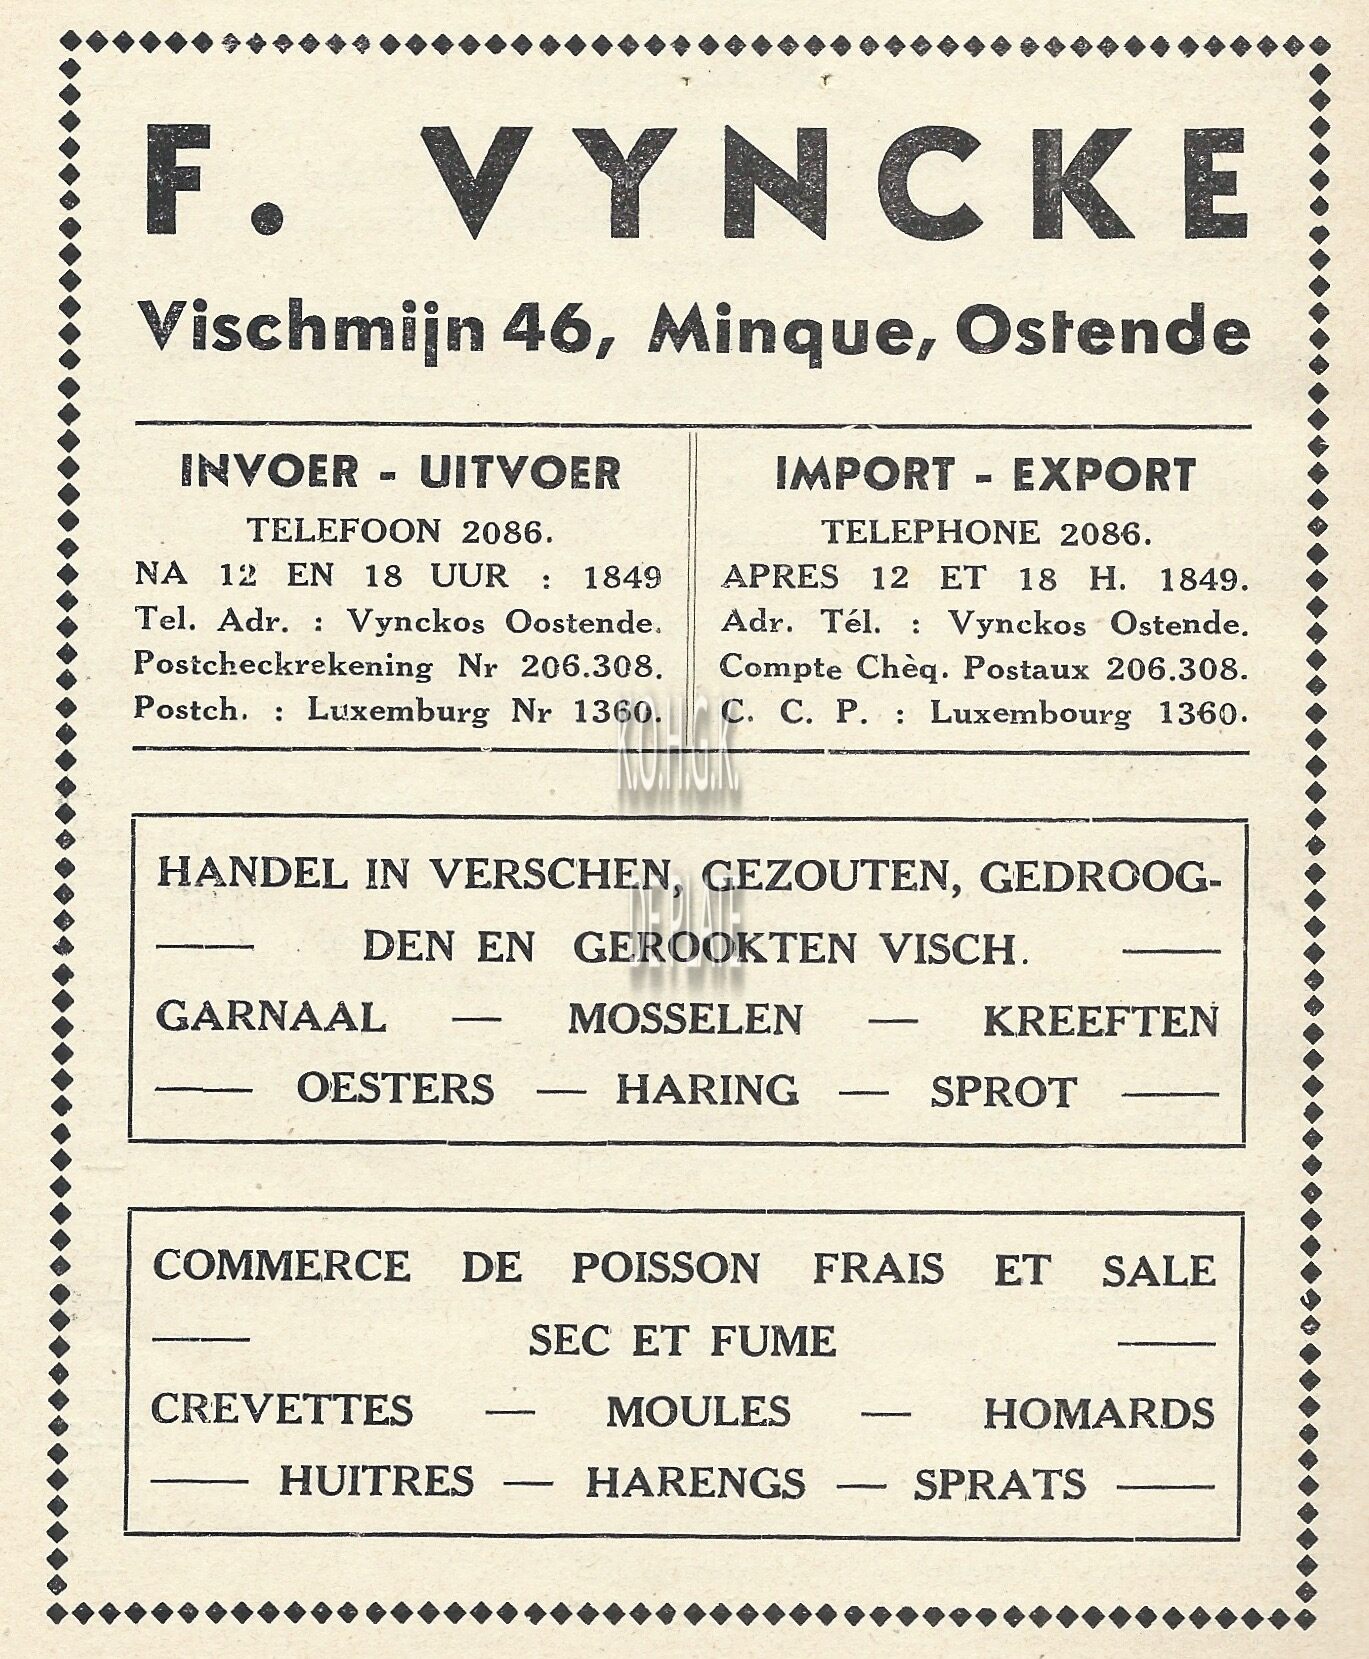 F. VYNCKE
Vischmijn 46, Minque, Ostende
INVOER - UITVOER
TELEFOON 2086.
NA 12 EN 18 UUR : 1849
Tel. Adr. : Vynckos Oostende.
Postcheckrekening Nr 206.308.
Postch. : Luxemburg Nr 1360.
IMPORT - EXPORT
TELEPHONE 2086.
APRES 12 ET 18 H. 1849.
Adr. Tél. : Vynckos Ostende.
Compte Chèq. Postaux 206.308.
C. C. P. : Luxembourg 1360.
K.O.H.G.K.
DE PLATE
HANDEL IN VERSCHEN, GEZOUTEN, GEDROOG-
DEN EN GEROOKTEN VISCH.
GARNAAL — MOSSELEN — KREEFTEN
— OESTERS — HARING — SPROT —
COMMERCE DE POISSON FRAIS ET SALE
— SEC ET FUME —
CREVETTES — MOULES — HOMARDS
— HUITRES — HARENGS — SPRATS —